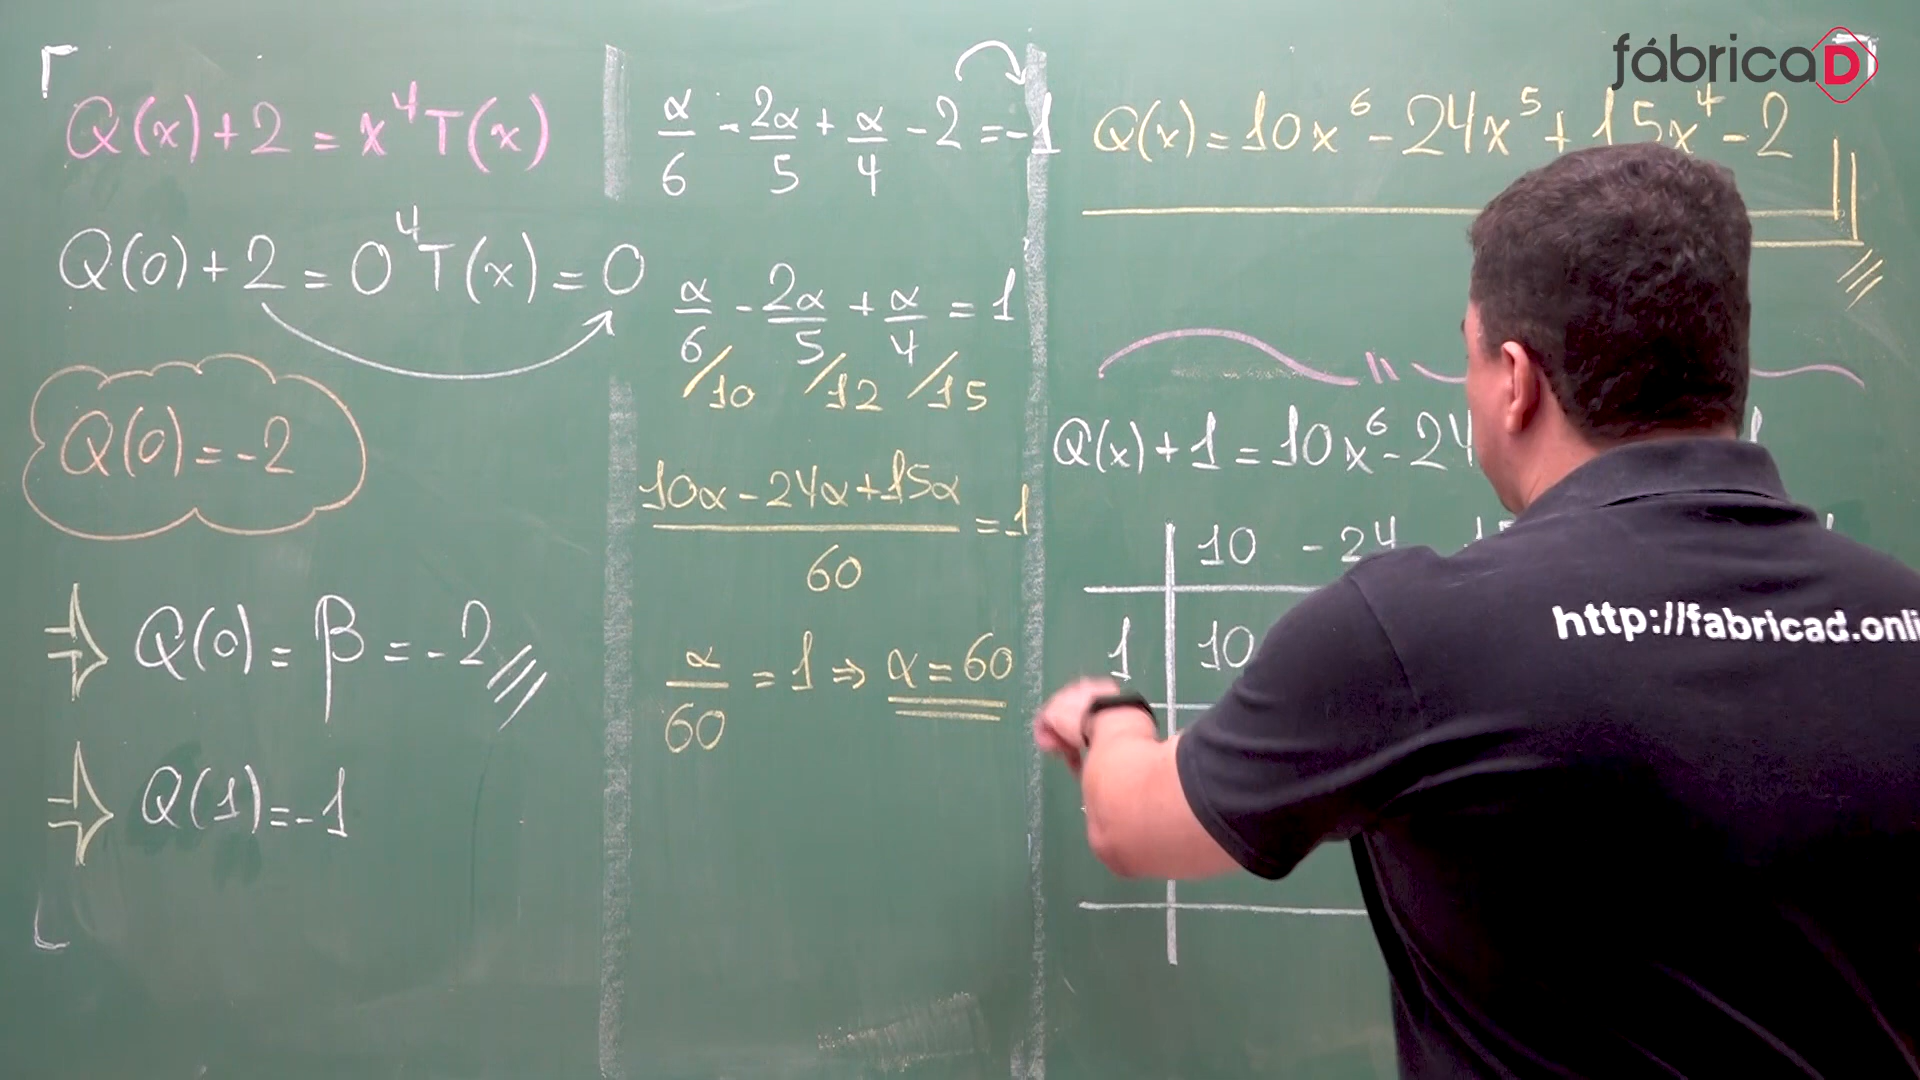 fábricaD
Q(x)+2=x⁴T(x)
Q(0)+2=0⁴T(x)=0
Q(0)=-2
⇒ Q(0)=β=-2
⇒ Q(1)=-1
α/6 - 2α/5 + α/4 - 2 = -1
α/6 - 2α/5 + α/4 = 1
/10 /12 /15
10α-24α+15α
60
=1
α/60 = 1 ⇒ α=60
Q(x)=10x⁶-24x⁵+15x⁴-2
Q(x)+1=10x⁶-24
10 -24
1 10
http://fabricad.onli